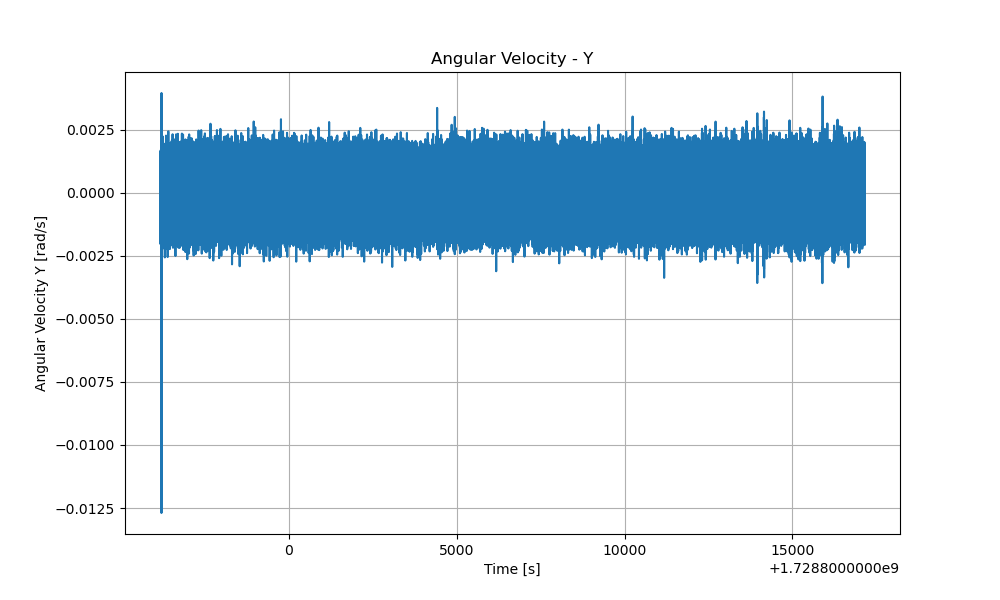 Angular Velocity - Y
Angular Velocity Y [rad/s]
0.0025
0.0000
−0.0025
−0.0050
−0.0075
−0.0100
−0.0125
0
5000
10000
15000
Time [s]
+1.7288000000e9